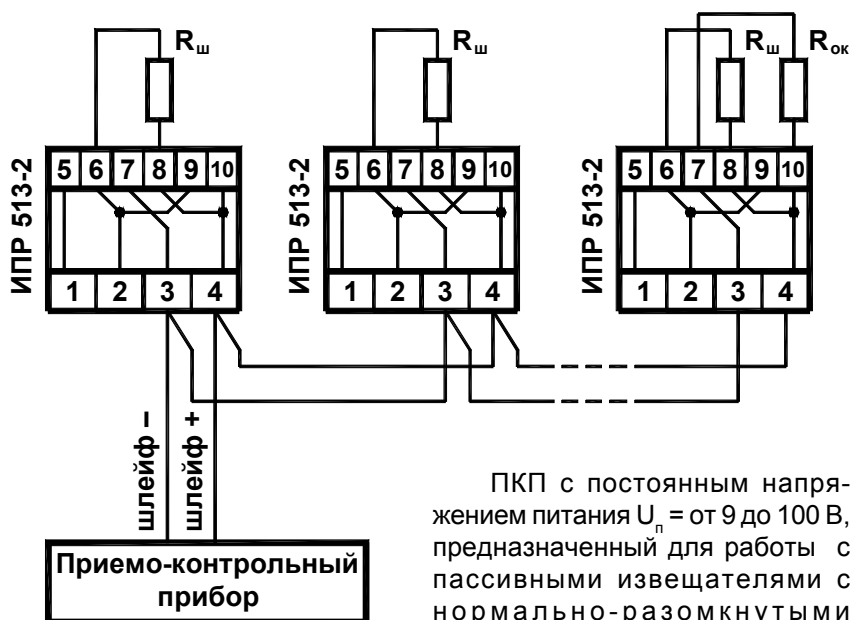 Rш Rш Rш Rок
5 6 7 8 9 10 5 6 7 8 9 10 5 6 7 8 9 10
ИПР 513-2 ИПР 513-2 ИПР 513-2
1 2 3 4 1 2 3 4 1 2 3 4
шлейф –
шлейф +
Приемо-контрольный
прибор
ПКП с постоянным напря-
жением питания Uп = от 9 до 100 В,
предназначенный для работы с
пассивными извещателями с
нормально-разомкнутыми